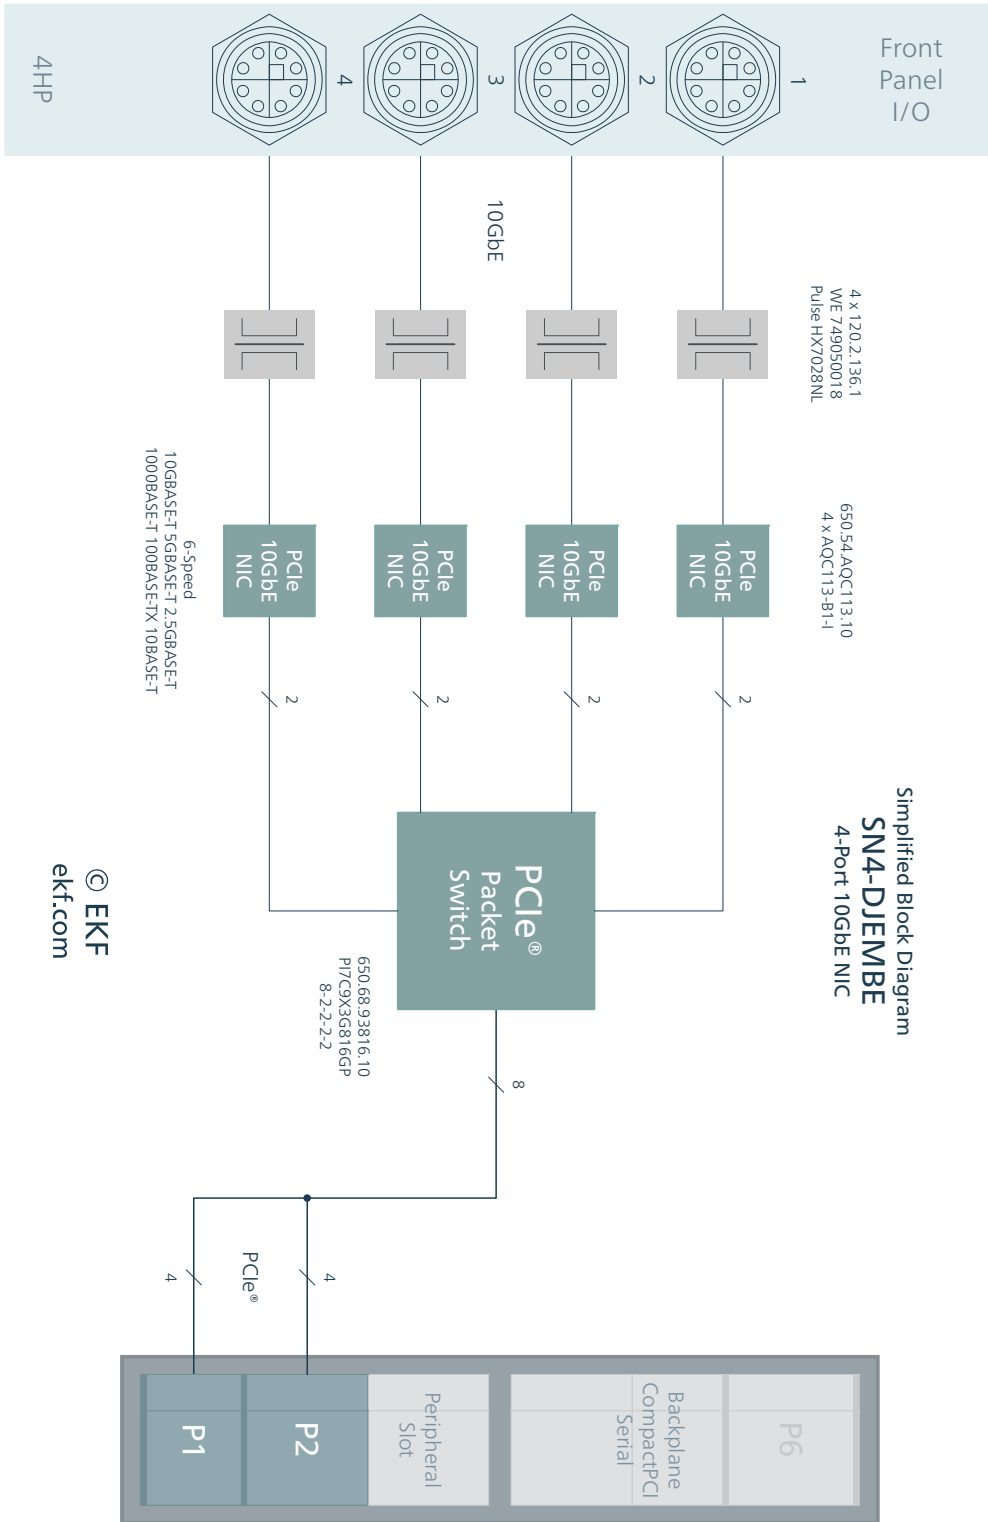 Front
Panel
I/O
4HP
1
2
3
4
10GbE
4 x 120.2.136.1
WE 749050018
Pulse HX7028NL
PCIe
10GbE
NIC
PCIe
10GbE
NIC
PCIe
10GbE
NIC
PCIe
10GbE
NIC
650.54.AQC113.10
4 x AQC113-B1-I
6-Speed
10GBASE-T 5GBASE-T 2.5GBASE-T
1000BASE-T 100BASE-TX 10BASE-T
2
2
2
2
Simplified Block Diagram
SN4-DJEMBE
4-Port 10GbE NIC
PCIe®
Packet
Switch
650.68.93816.10
PI7C9X3G816GP
8-2-2-2-2
© EKF
ekf.com
8
4
4
PCIe®
P1
P2
Peripheral
Slot
Backplane
CompactPCI
Serial
P6